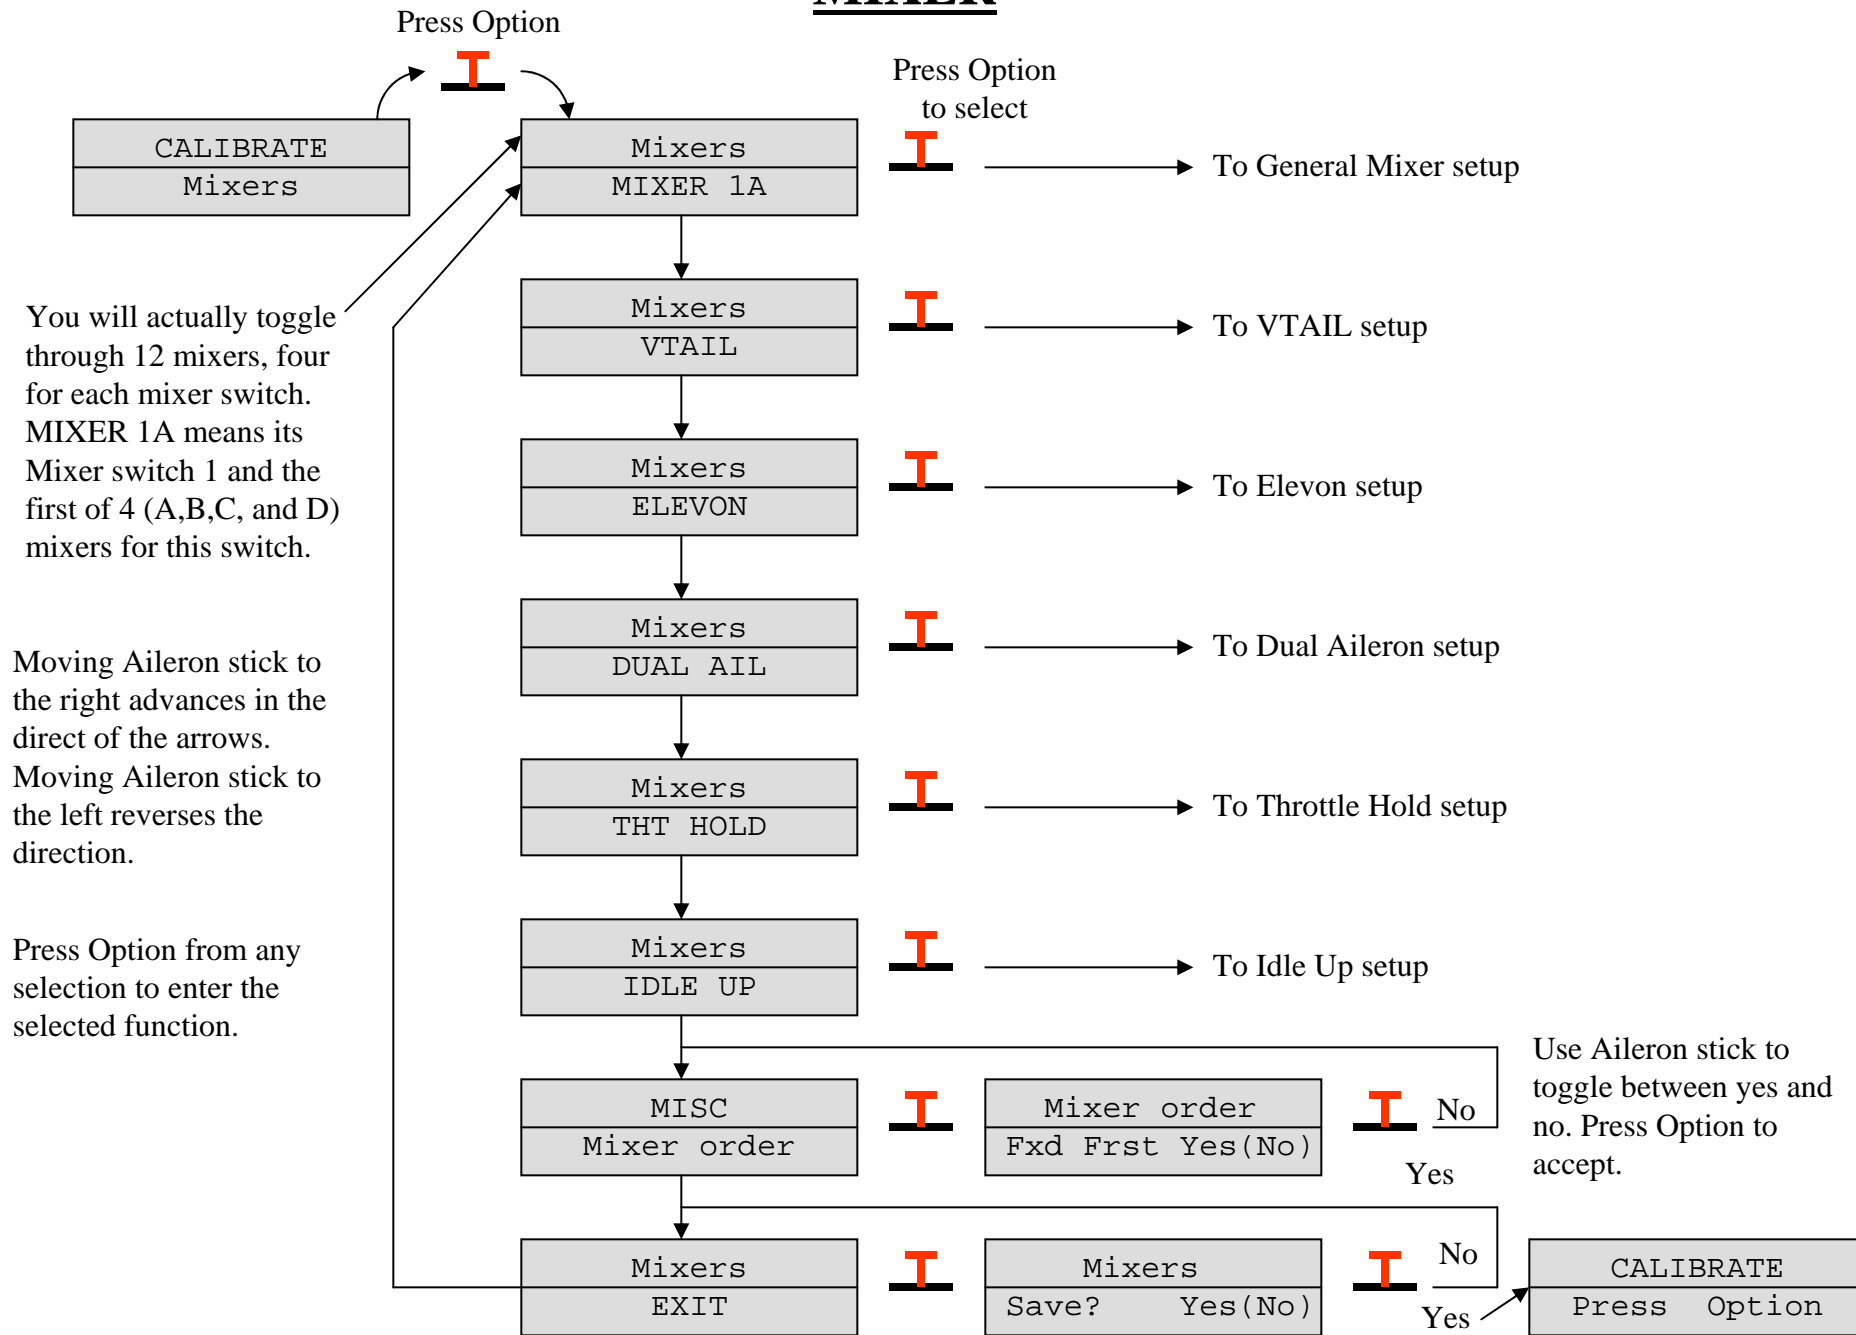 MIXER
Press Option
Press Option
to select
CALIBRATE
Mixers
Mixers
MIXER 1A
To General Mixer setup
Mixers
VTAIL
To VTAIL setup
You will actually toggle
through 12 mixers, four
for each mixer switch.
MIXER 1A means its
Mixer switch 1 and the
first of 4 (A,B,C, and D)
mixers for this switch.
Mixers
ELEVON
To Elevon setup
Mixers
DUAL AIL
To Dual Aileron setup
Moving Aileron stick to
the right advances in the
direct of the arrows.
Moving Aileron stick to
the left reverses the
direction.
Mixers
THT HOLD
To Throttle Hold setup
Press Option from any
selection to enter the
selected function.
Mixers
IDLE UP
To Idle Up setup
MISC
Mixer order
Mixer order
Fxd Frst Yes(No)
No
Yes
Use Aileron stick to
toggle between yes and
no. Press Option to
accept.
Mixers
EXIT
Mixers
Save? Yes(No)
No
Yes
CALIBRATE
Press Option